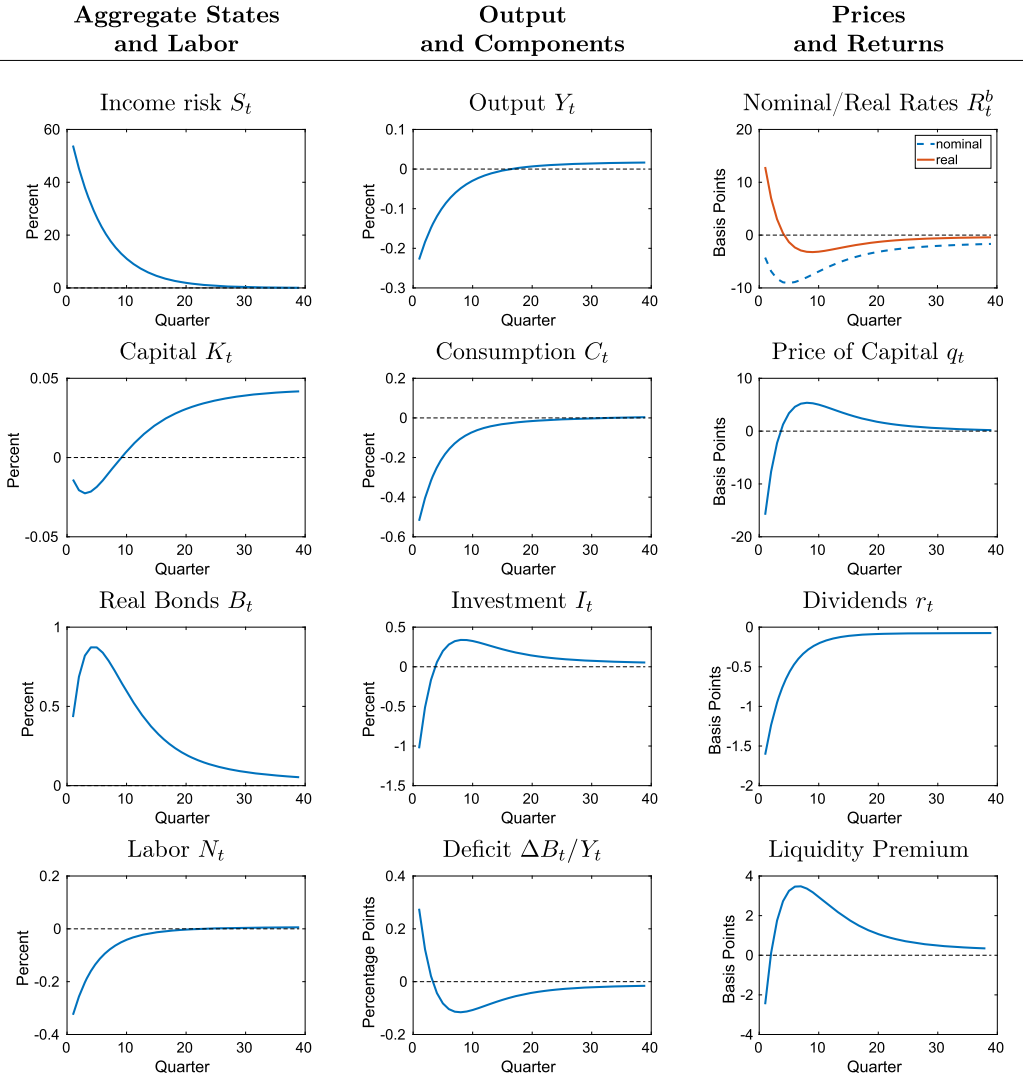 Aggregate States
and Labor
Output
and Components
Prices
and Returns
Income risk S_t
Percent
60
40
20
0
0 10 20 30 40
Quarter
Output Y_t
Percent
0.1
0
-0.1
-0.2
-0.3
0 10 20 30 40
Quarter
Nominal/Real Rates R_t^b
Basis Points
20
10
0
-10
nominal
real
0 10 20 30 40
Quarter
Capital K_t
Percent
0.05
0
-0.05
0 10 20 30 40
Quarter
Consumption C_t
Percent
0.2
0
-0.2
-0.4
-0.6
0 10 20 30 40
Quarter
Price of Capital q_t
Basis Points
10
0
-10
-20
0 10 20 30 40
Quarter
Real Bonds B_t
Percent
1
0.5
0
0 10 20 30 40
Quarter
Investment I_t
Percent
0.5
0
-0.5
-1
-1.5
0 10 20 30 40
Quarter
Dividends r_t
Basis Points
0
-0.5
-1
-1.5
-2
0 10 20 30 40
Quarter
Labor N_t
Percent
0.2
0
-0.2
-0.4
0 10 20 30 40
Quarter
Deficit ΔB_t/Y_t
Percentage Points
0.4
0.2
0
-0.2
0 10 20 30 40
Quarter
Liquidity Premium
Basis Points
4
2
0
-2
-4
0 10 20 30 40
Quarter